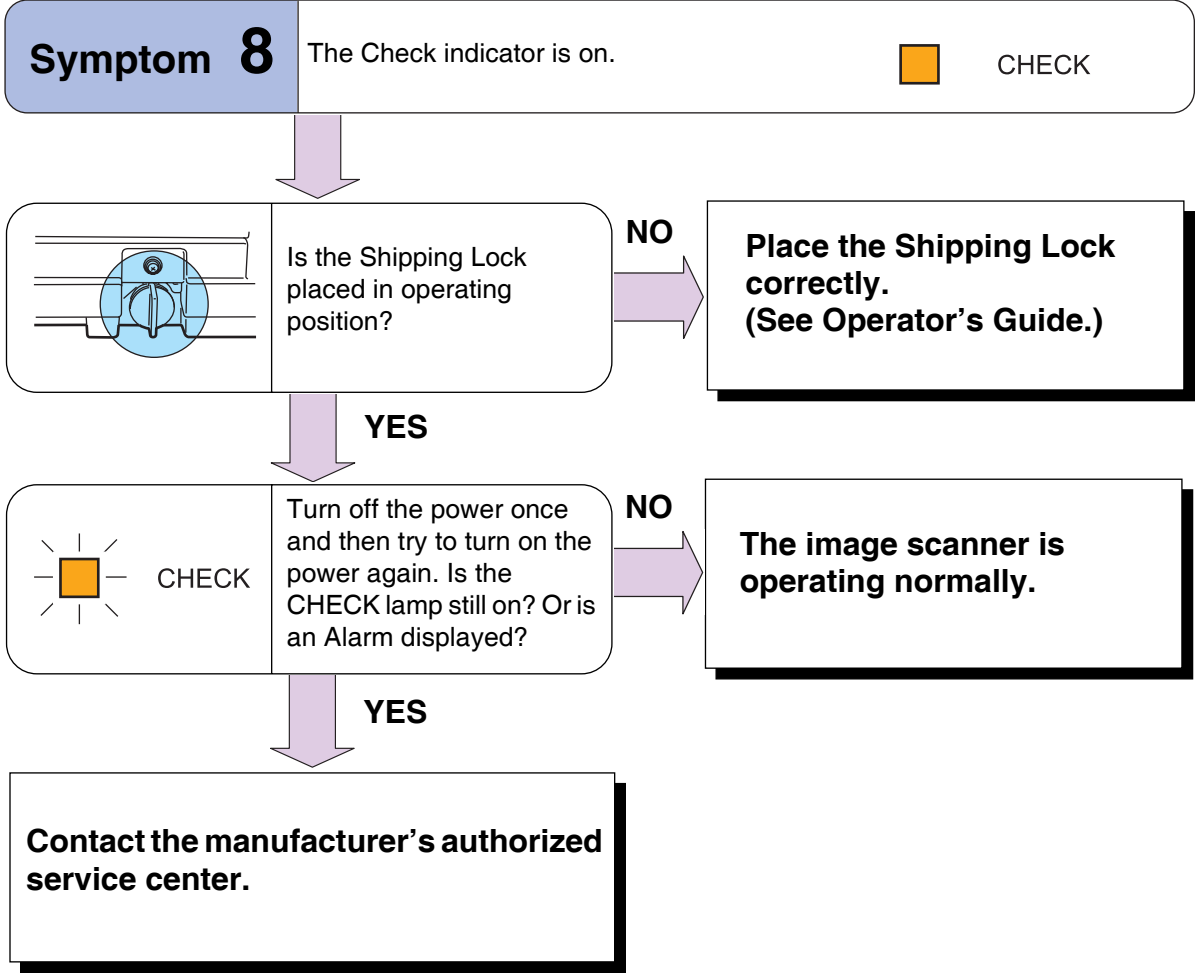 Symptom 8
The Check indicator is on.
CHECK
Is the Shipping Lock
placed in operating
position?
NO
Place the Shipping Lock
correctly.
(See Operator’s Guide.)
YES
CHECK
Turn off the power once
and then try to turn on the
power again. Is the
CHECK lamp still on? Or is
an Alarm displayed?
NO
The image scanner is
operating normally.
YES
Contact the manufacturer’s authorized
service center.